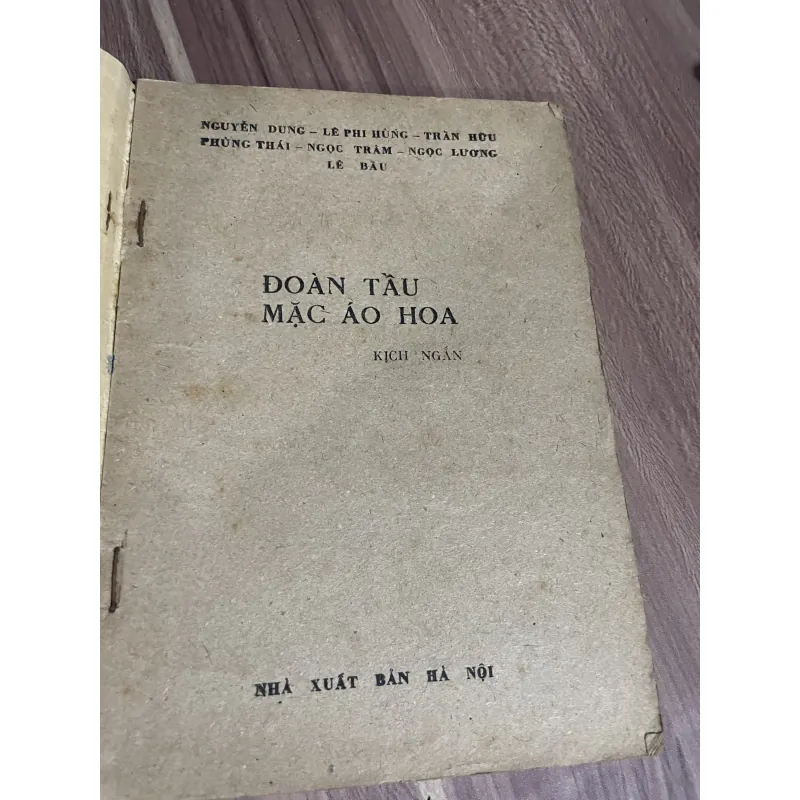 NGUYỄN DUNG – LÊ PHI HÙNG – TRẦN HỮU
PHÙNG THÁI – NGỌC TRÂM – NGỌC LƯƠNG
LÊ BẦU
ĐOÀN TẦU
MẶC ÁO HOA
KỊCH NGẮN
NHÀ XUẤT BẢN HÀ NỘI